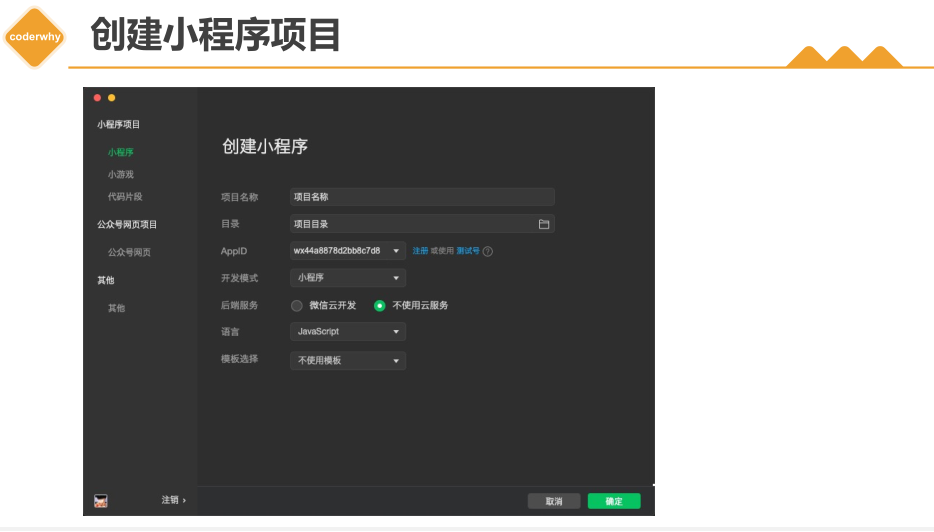 coderwhy
创建小程序项目
小程序项目
小程序
小游戏
代码片段
公众号网页项目
公众号网页
其他
其他
注销 ›
创建小程序
项目名称 项目名称
目录 项目目录
AppID wx44a8878d2bb8c7d8 注册 或使用 测试号 ?
开发模式 小程序
后端服务 微信云开发 不使用云服务
语言 JavaScript
模板选择 不使用模板
取消 确定